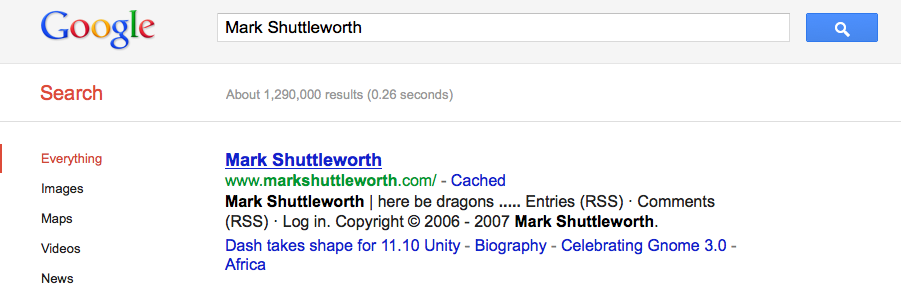 Google
Mark Shuttleworth
Search
About 1,290,000 results (0.26 seconds)
Everything
Images
Maps
Videos
News
Mark Shuttleworth
www.markshuttleworth.com/ - Cached
Mark Shuttleworth | here be dragons ..... Entries (RSS) · Comments
(RSS) · Log in. Copyright © 2006 - 2007 Mark Shuttleworth.
Dash takes shape for 11.10 Unity - Biography - Celebrating Gnome 3.0 -
Africa